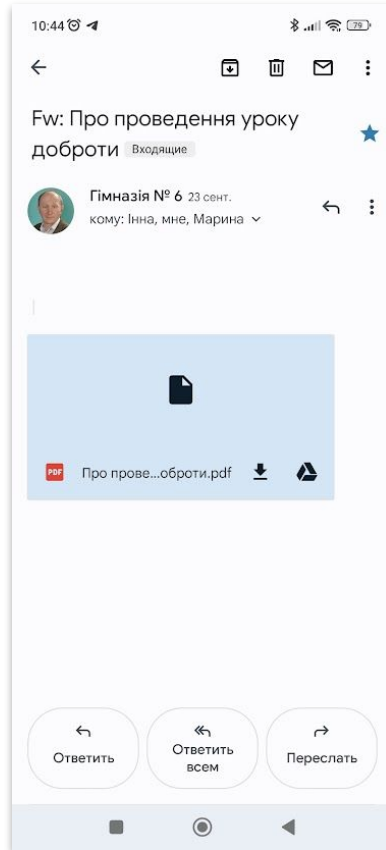 10:44
79
Fw: Про проведення уроку
доброти Входящие
Гімназія № 6 23 сент.
кому: Інна, мне, Марина
PDF Про прове...оброти.pdf
Ответить
Ответить
всем
Переслать